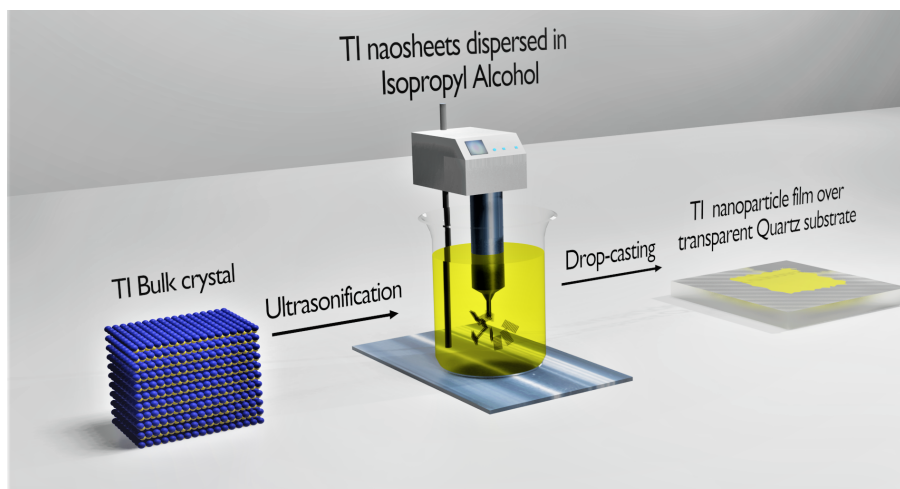 TI naosheets dispersed in
Isopropyl Alcohol
TI Bulk crystal
Ultrasonification
Drop-casting
TI nanoparticle film over
transparent Quartz substrate